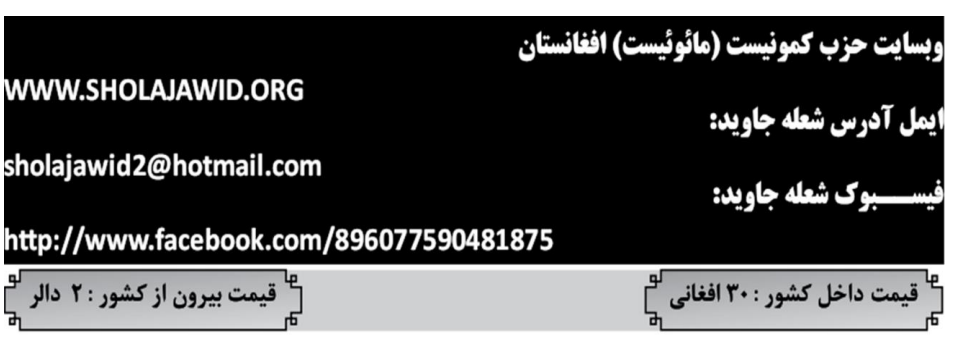 وبسایت حزب کمونیست (مائوئیست) افغانستان
WWW.SHOLAJAWID.ORG
ایمل آدرس شعله جاوید:
sholajawid2@hotmail.com
فیســـــبوک شعله جاوید:
http://www.facebook.com/896077590481875
قیمت داخل کشور : ۳۰ افغانی
قیمت بیرون از کشور : ۲ دالر